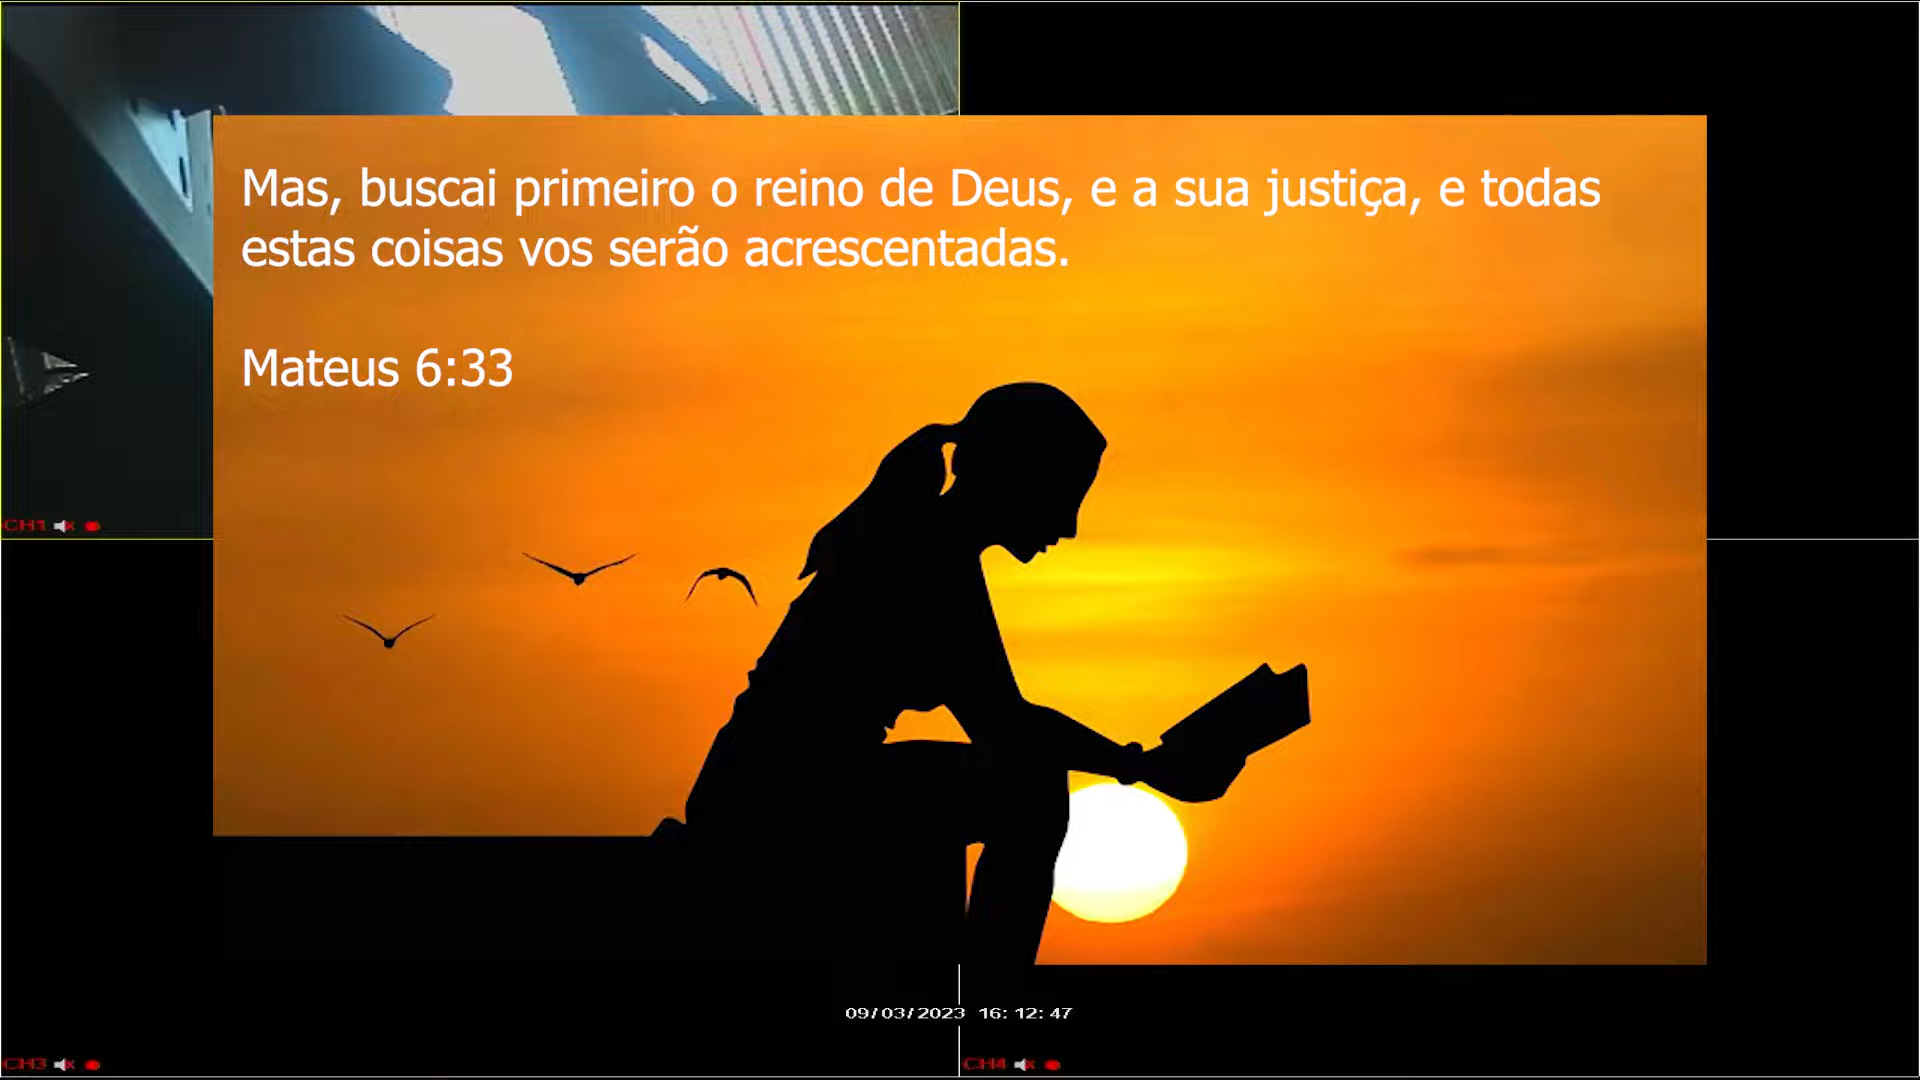 Mas, buscai primeiro o reino de Deus, e a sua justiça, e todas
estas coisas vos serão acrescentadas.
Mateus 6:33
CH1
09/03/2023 16:12:47
CH3
CH4